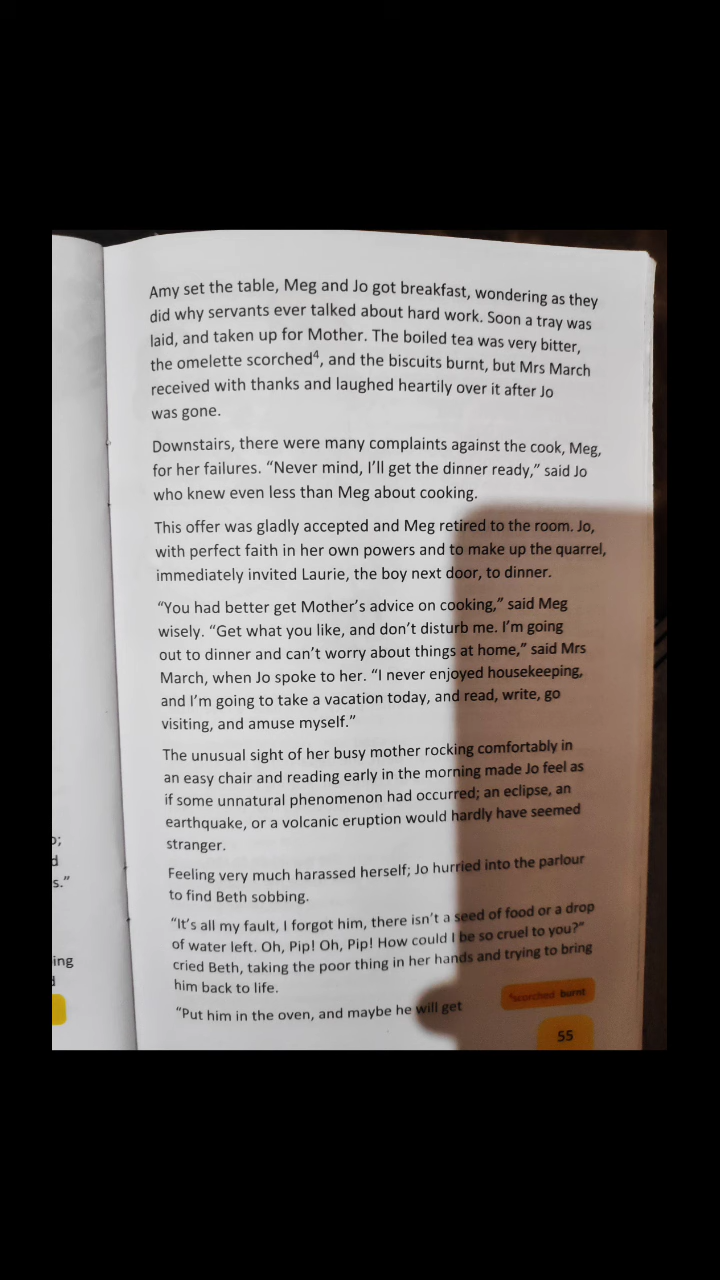 Amy set the table, Meg and Jo got breakfast, wondering as they
did why servants ever talked about hard work. Soon a tray was
laid, and taken up for Mother. The boiled tea was very bitter,
the omelette scorched⁴, and the biscuits burnt, but Mrs March
received with thanks and laughed heartily over it after Jo
was gone.
Downstairs, there were many complaints against the cook, Meg,
for her failures. “Never mind, I’ll get the dinner ready,” said Jo
who knew even less than Meg about cooking.
This offer was gladly accepted and Meg retired to the room. Jo,
with perfect faith in her own powers and to make up the quarrel,
immediately invited Laurie, the boy next door, to dinner.
“You had better get Mother’s advice on cooking,” said Meg
wisely. “Get what you like, and don’t disturb me. I’m going
out to dinner and can’t worry about things at home,” said Mrs
March, when Jo spoke to her. “I never enjoyed housekeeping,
and I’m going to take a vacation today, and read, write, go
visiting, and amuse myself.”
The unusual sight of her busy mother rocking comfortably in
an easy chair and reading early in the morning made Jo feel as
if some unnatural phenomenon had occurred; an eclipse, an
earthquake, or a volcanic eruption would hardly have seemed
stranger.
Feeling very much harassed herself; Jo hurried into the parlour
to find Beth sobbing.
“It’s all my fault, I forgot him, there isn’t a seed of food or a drop
of water left. Oh, Pip! Oh, Pip! How could I be so cruel to you?”
cried Beth, taking the poor thing in her hands and trying to bring
him back to life.
“Put him in the oven, and maybe he will get
⁴scorched burnt
55